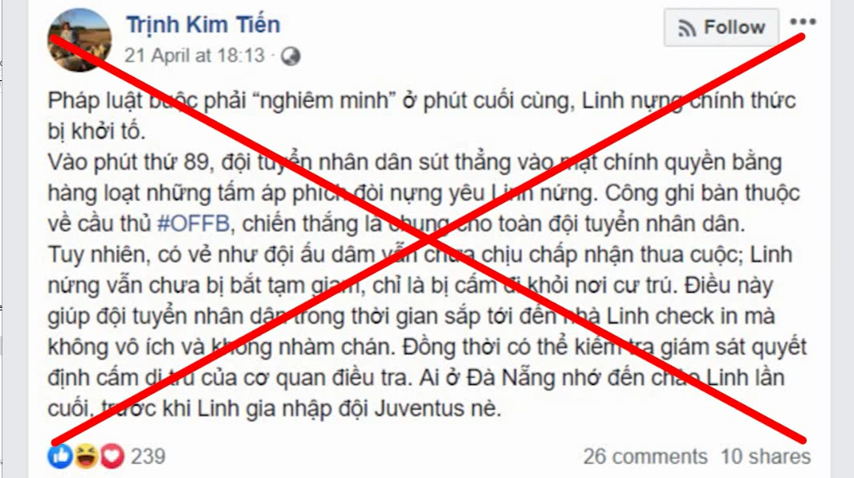 Trịnh Kim Tiến
Follow
21 April at 18:13
Pháp luật buộc phải “nghiêm minh” ở phút cuối cùng, Linh nựng chính thức
bị khởi tố.
Vào phút thứ 89, đội tuyển nhân dân sút thẳng vào mặt chính quyền bằng
hàng loạt những tấm áp phích đòi nựng yêu Linh nứng. Công ghi bàn thuộc
về cầu thủ #OFFB, chiến thắng là chung cho toàn đội tuyển nhân dân.
Tuy nhiên, có vẻ như đội ấu dâm vẫn chưa chịu chấp nhận thua cuộc; Linh
nứng vẫn chưa bị bắt tạm giam, chỉ là bị cấm đi khỏi nơi cư trú. Điều này
giúp đội tuyển nhân dân trong thời gian sắp tới đến nhà Linh check in mà
không vô ích và không nhàm chán. Đồng thời có thể kiểm tra giám sát quyết
định cấm di trú của cơ quan điều tra. Ai ở Đà Nẵng nhớ đến chào Linh lần
cuối, trước khi Linh gia nhập đội Juventus nè.
239
26 comments 10 shares